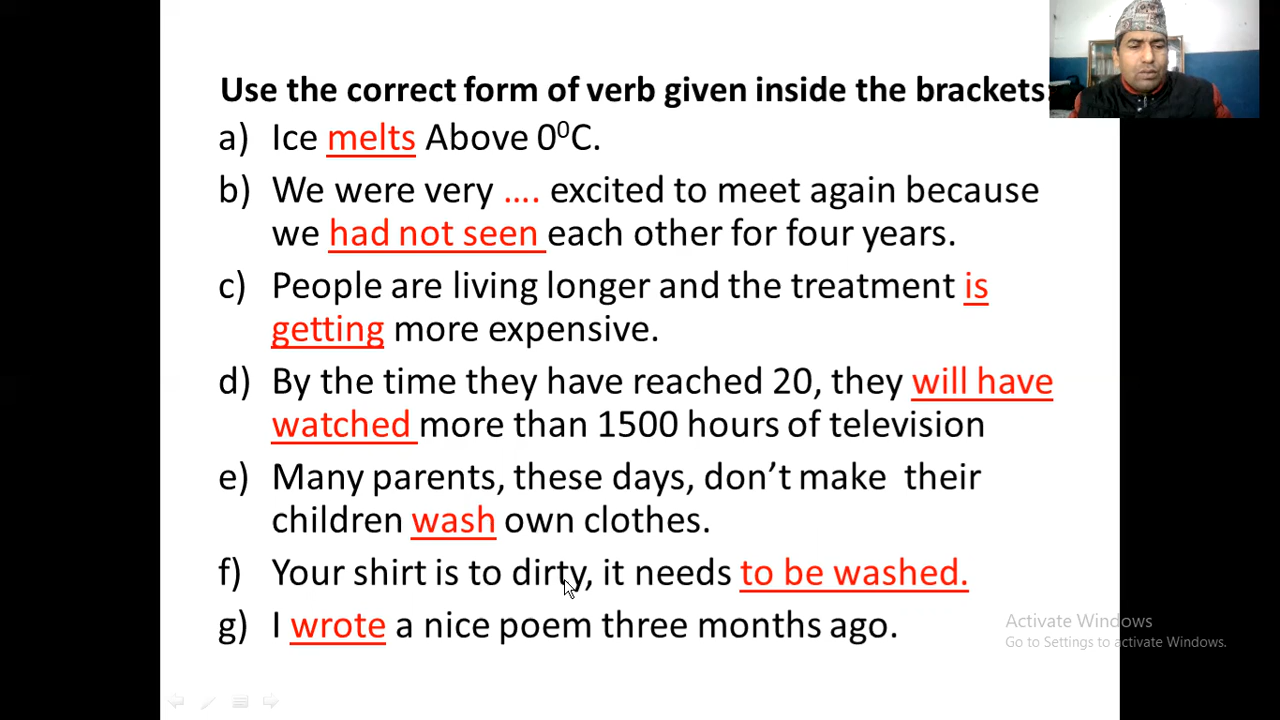 Use the correct form of verb given inside the brackets:
a) Ice melts Above 0⁰C.
b) We were very .... excited to meet again because
we had not seen each other for four years.
c) People are living longer and the treatment is
getting more expensive.
d) By the time they have reached 20, they will have
watched more than 1500 hours of television
e) Many parents, these days, don’t make their
children wash own clothes.
f) Your shirt is to dirty, it needs to be washed.
g) I wrote a nice poem three months ago.
Activate Windows
Go to Settings to activate Windows.